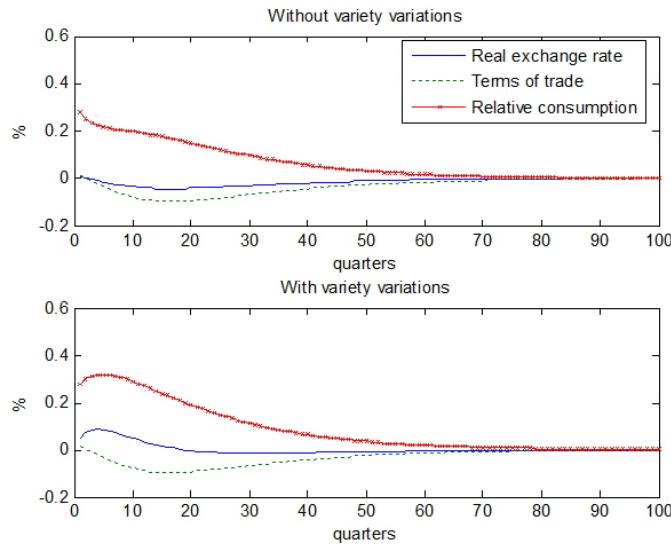 Without variety variations
0.6
0.4
0.2
0
-0.2
%
Real exchange rate
Terms of trade
Relative consumption
0 10 20 30 40 50 60 70 80 90 100
quarters
With variety variations
0.6
0.4
0.2
0
-0.2
%
0 10 20 30 40 50 60 70 80 90 100
quarters